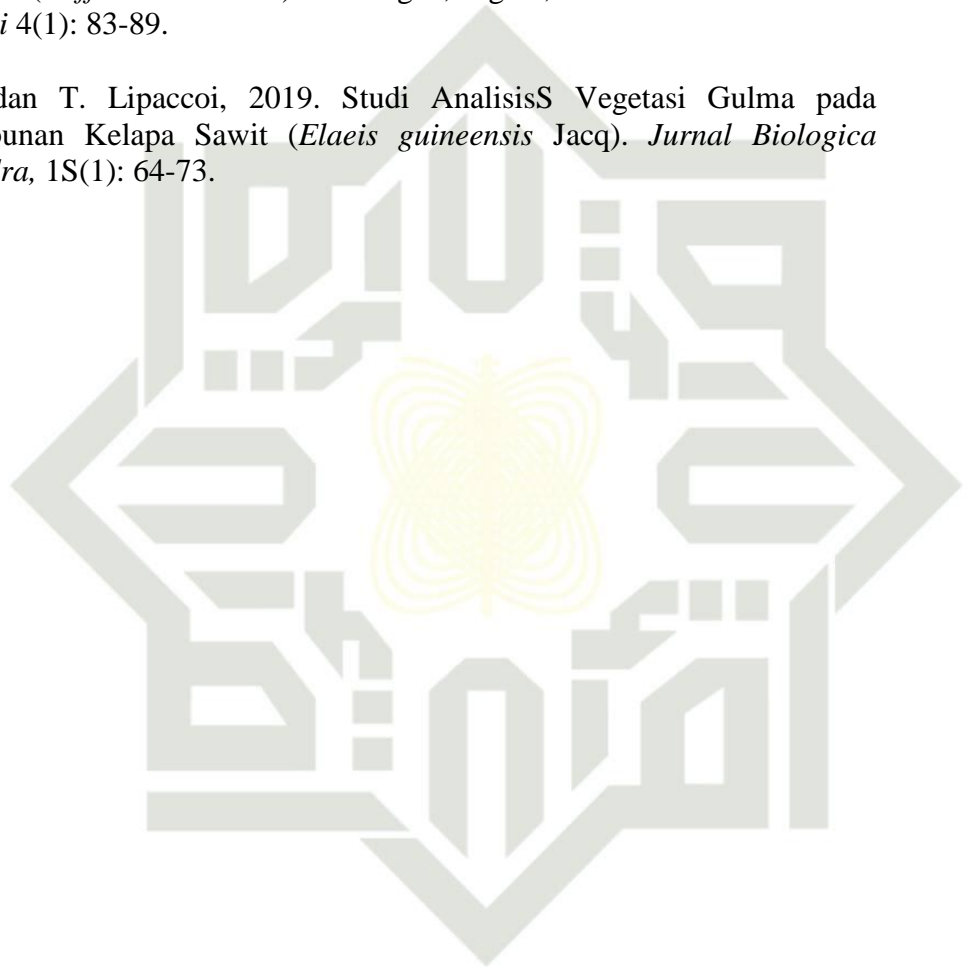 i 4(1): 83-89.
dan T. Lipaccoi, 2019. Studi AnalisisS Vegetasi Gulma pada
unan Kelapa Sawit (Elaeis guineensis Jacq). Jurnal Biologica
ra, 1S(1): 64-73.